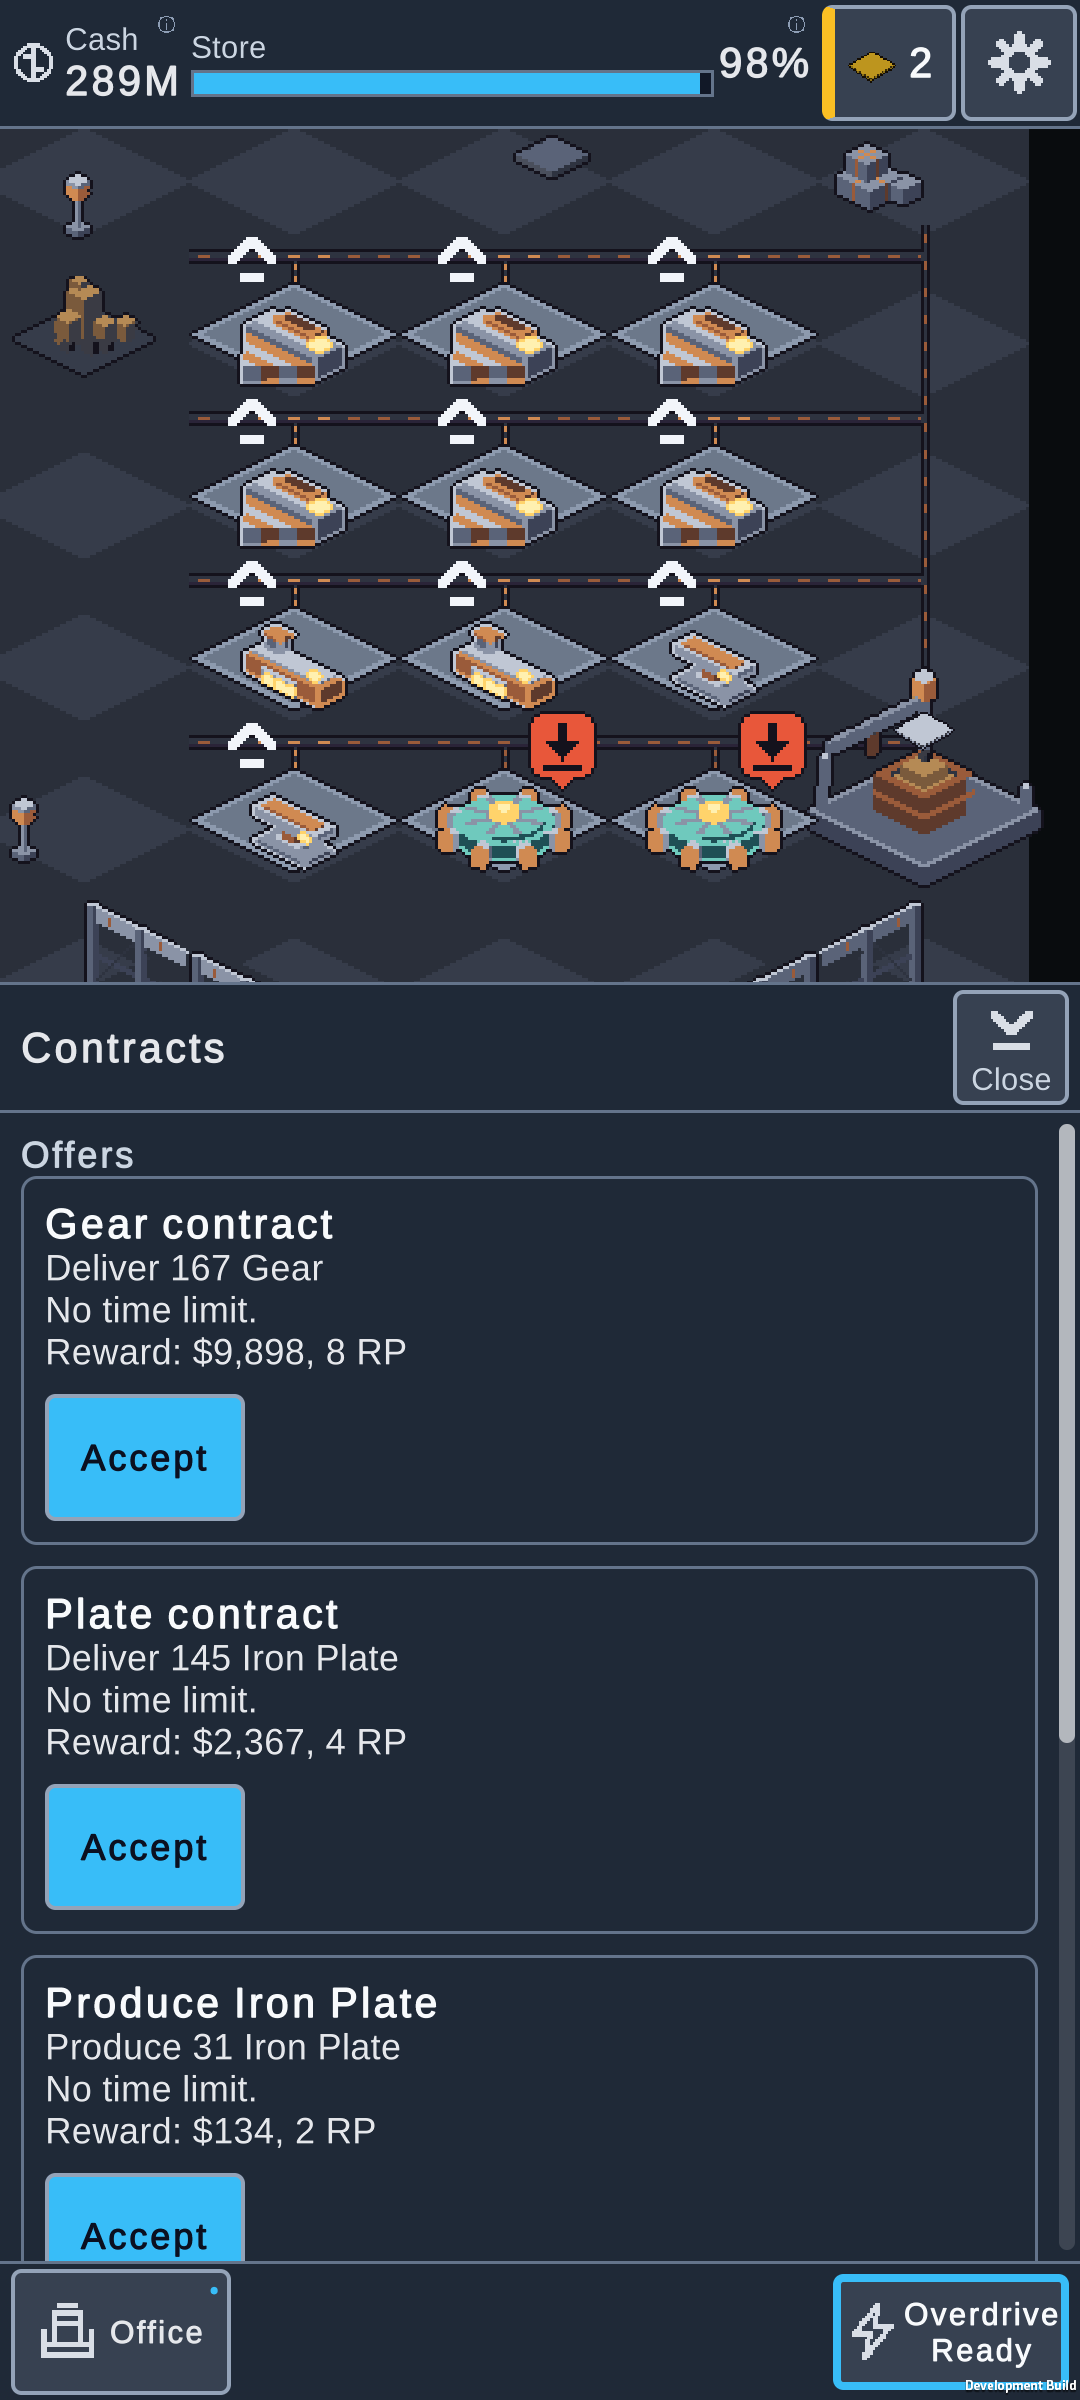 Cash
289M
Store
98%
2
Contracts
Close
Offers
Gear contract
Deliver 167 Gear
No time limit.
Reward: $9,898, 8 RP
Accept
Plate contract
Deliver 145 Iron Plate
No time limit.
Reward: $2,367, 4 RP
Accept
Produce Iron Plate
Produce 31 Iron Plate
No time limit.
Reward: $134, 2 RP
Accept
Office
Overdrive
Ready
Development Build